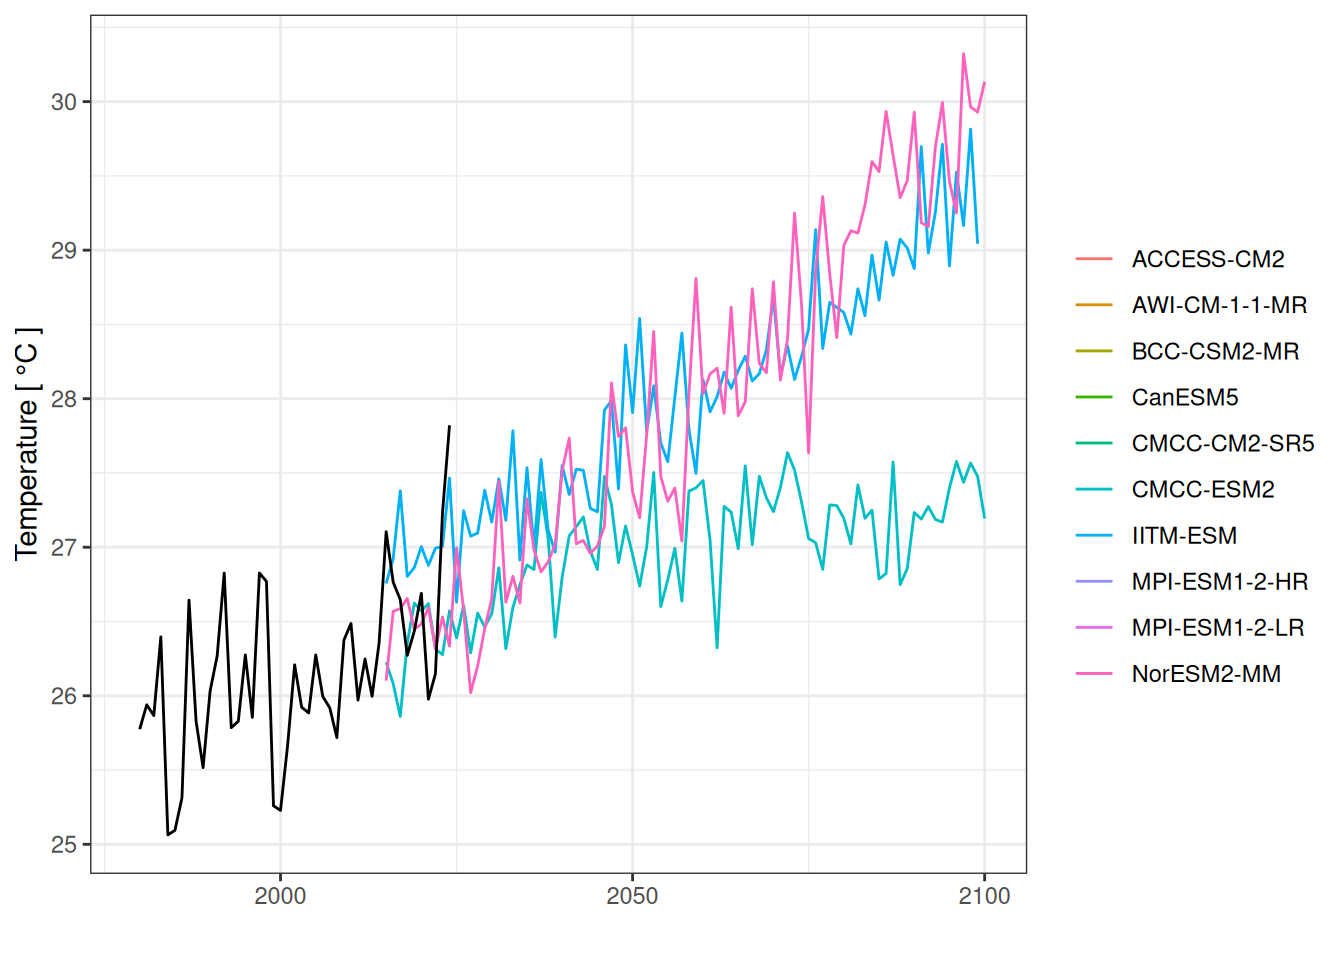 30
29
28
27
26
25
Temperature [ °C ]
2000
2050
2100
ACCESS-CM2
AWI-CM-1-1-MR
BCC-CSM2-MR
CanESM5
CMCC-CM2-SR5
CMCC-ESM2
IITM-ESM
MPI-ESM1-2-HR
MPI-ESM1-2-LR
NorESM2-MM